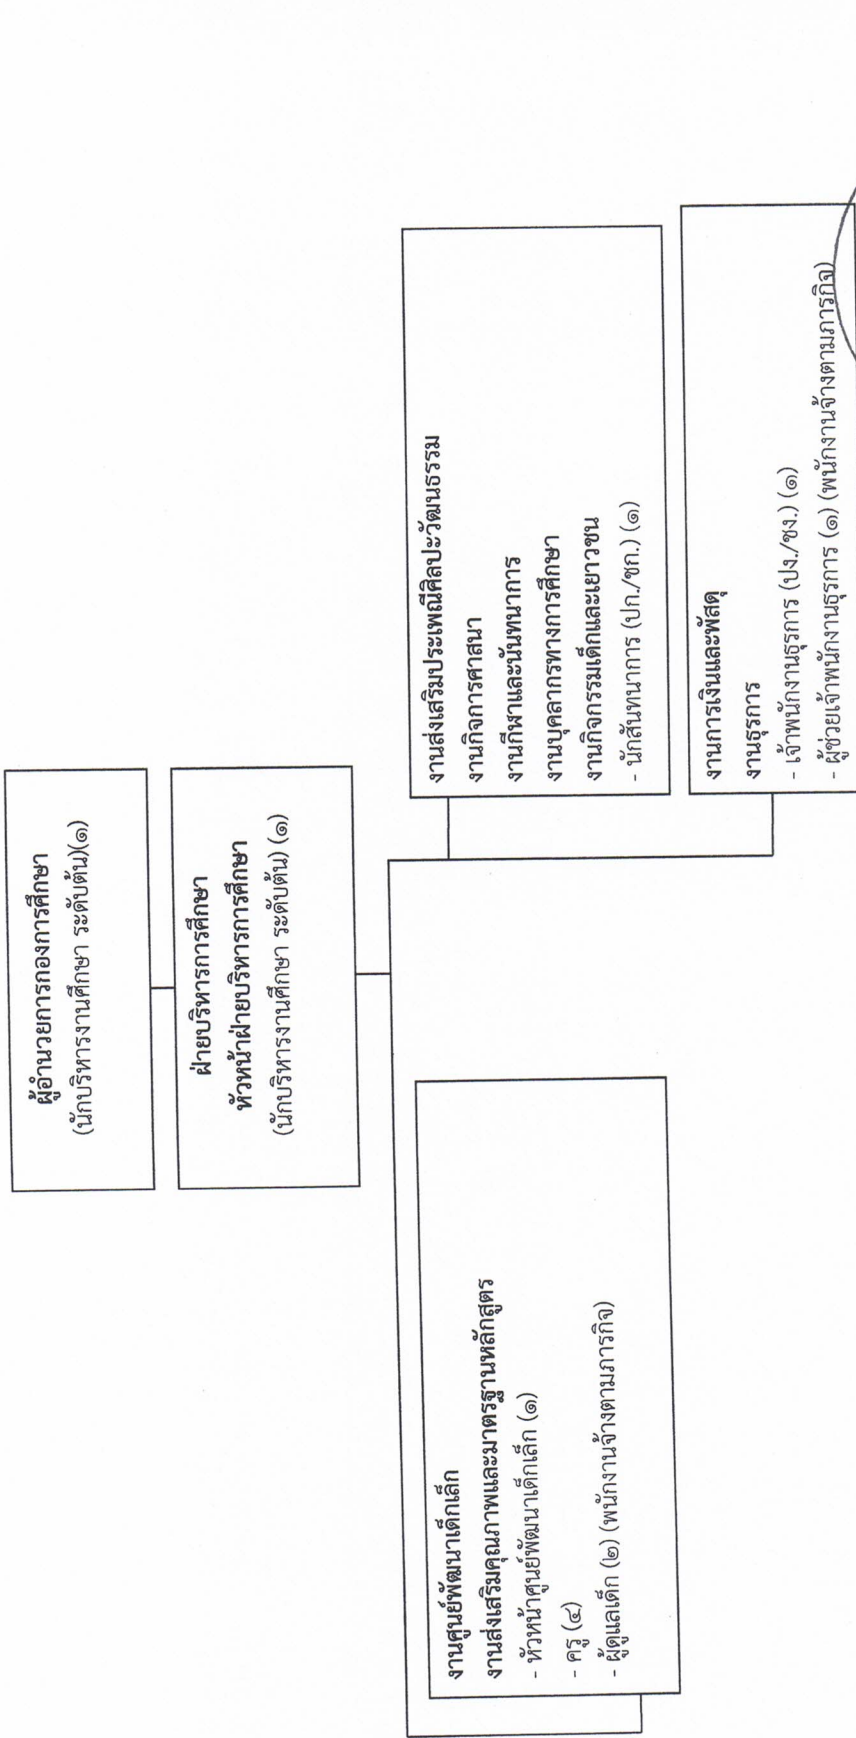 ผู้อำนวยการกองการศึกษา
(นักบริหารงานศึกษา ระดับต้น)(๑)
ฝ่ายบริหารการศึกษา
หัวหน้าฝ่ายบริหารการศึกษา
(นักบริหารงานศึกษา ระดับต้น) (๑)
งานศูนย์พัฒนาเด็กเล็ก
งานส่งเสริมคุณภาพและมาตรฐานหลักสูตร
- หัวหน้าศูนย์พัฒนาเด็กเล็ก (๑)
- ครู (๔)
- ผู้ดูแลเด็ก (๒) (พนักงานจ้างตามภารกิจ)
งานส่งเสริมประเพณีศิลปะวัฒนธรรม
งานกิจการศาสนา
งานกีฬาและนันทนาการ
งานบุคลากรทางการศึกษา
งานกิจกรรมเด็กและเยาวชน
- นักสันทนาการ (ปก./ชก.) (๑)
งานการเงินและพัสดุ
งานธุรการ
- เจ้าพนักงานธุรการ (ปง./ชง.) (๑)
- ผู้ช่วยเจ้าพนักงานธุรการ (๑) (พนักงานจ้างตามภารกิจ)